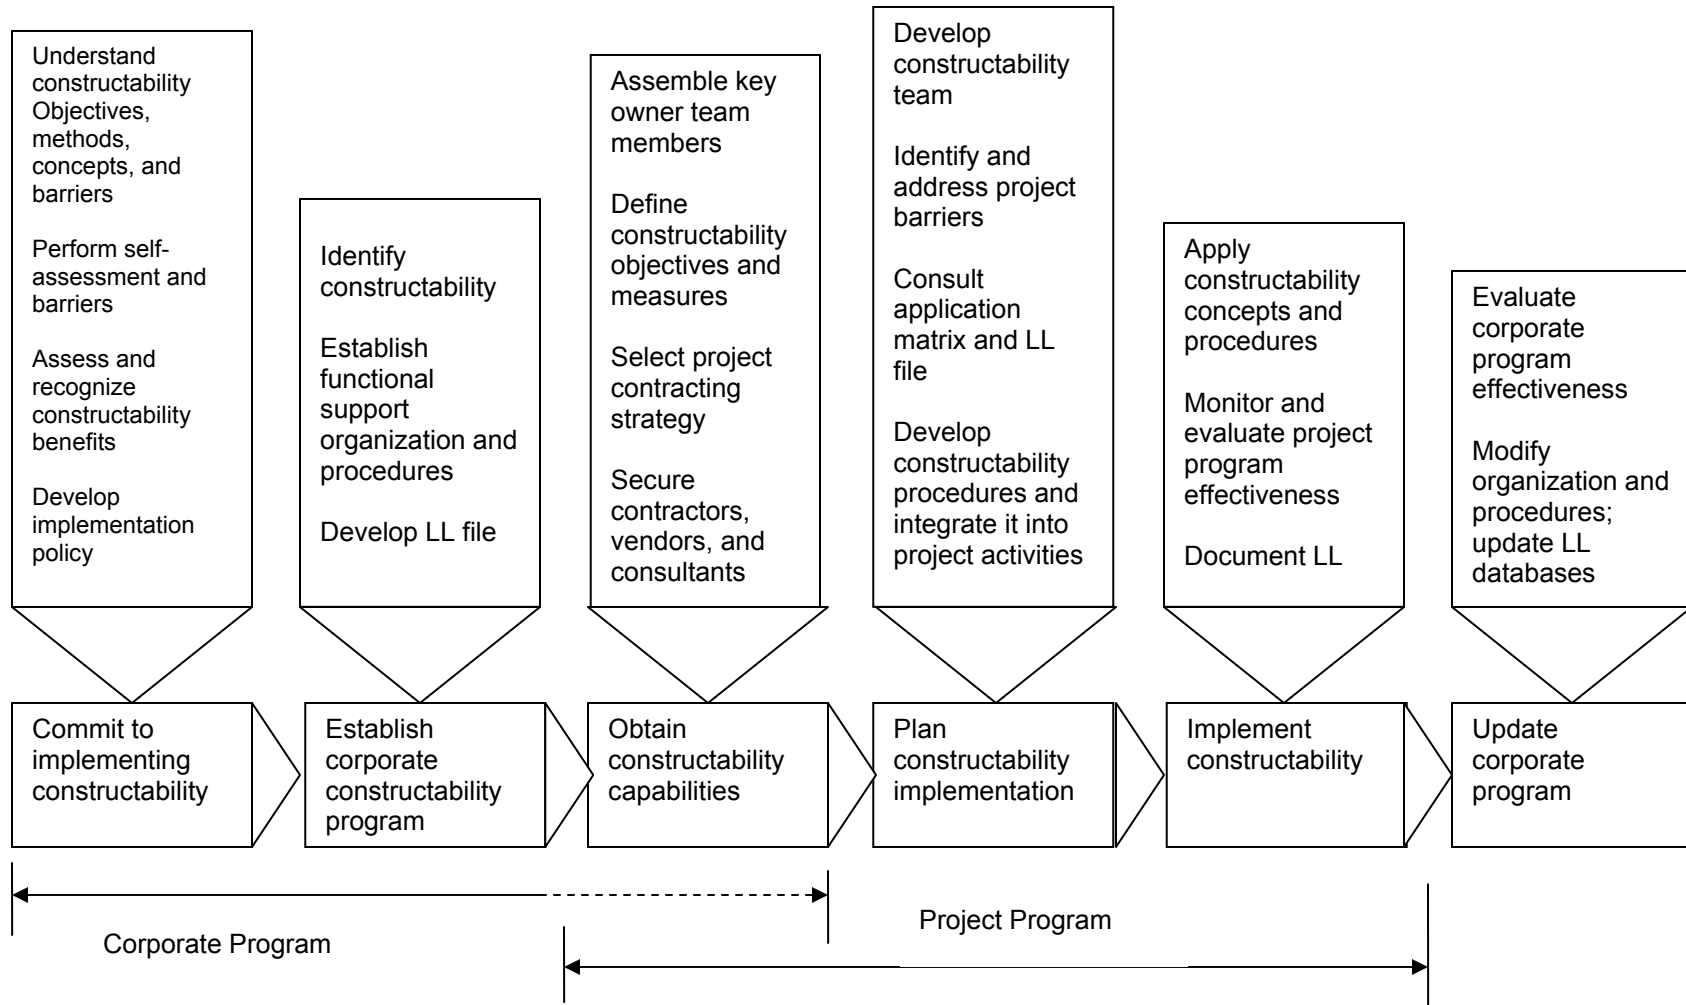 Understand
constructability
Objectives,
methods,
concepts, and
barriers
Perform self-
assessment and
barriers
Assess and
recognize
constructability
benefits
Develop
implementation
policy
Identify
constructability
Establish
functional
support
organization and
procedures
Develop LL file
Assemble key
owner team
members
Define
constructability
objectives and
measures
Select project
contracting
strategy
Secure
contractors,
vendors, and
consultants
Develop
constructability
team
Identify and
address project
barriers
Consult
application
matrix and LL
file
Develop
constructability
procedures and
integrate it into
project activities
Apply
constructability
concepts and
procedures
Monitor and
evaluate project
program
effectiveness
Document LL
Evaluate
corporate
program
effectiveness
Modify
organization and
procedures;
update LL
databases
Commit to
implementing
constructability
Establish
corporate
constructability
program
Obtain
constructability
capabilities
Plan
constructability
implementation
Implement
constructability
Update
corporate
program
Corporate Program
Project Program